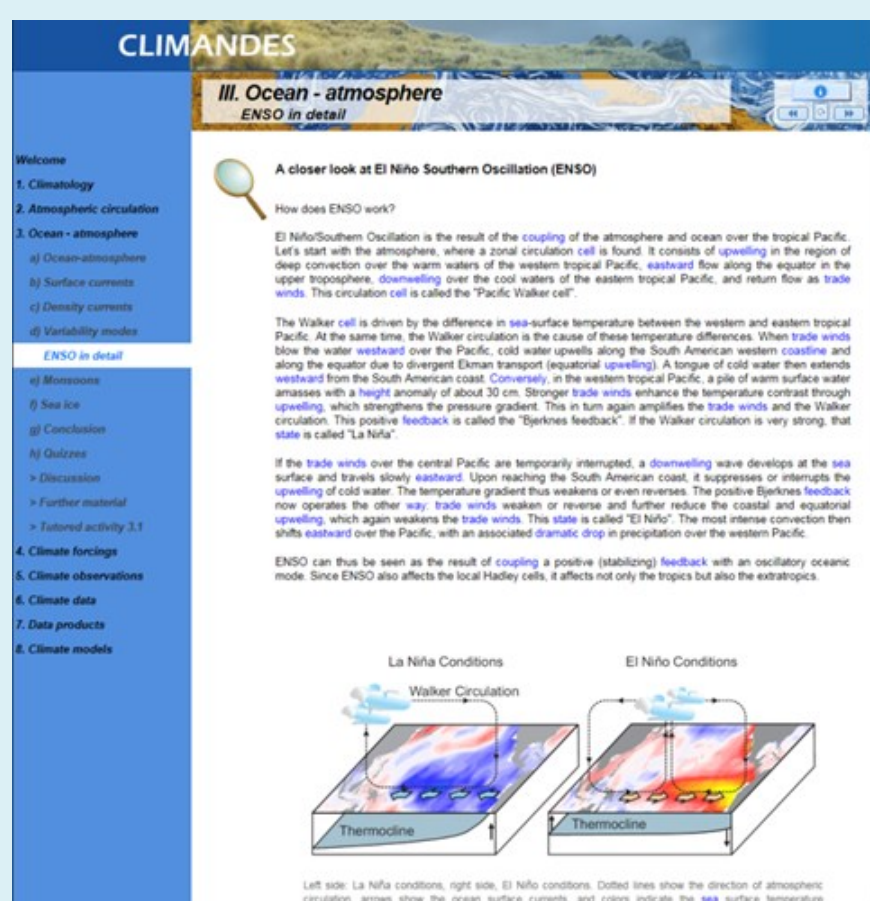 CLIMANDES
III. Ocean - atmosphere
ENSO in detail
Welcome
1. Climatology
2. Atmospheric circulation
3. Ocean - atmosphere
a) Ocean-atmosphere
b) Surface currents
c) Density currents
d) Variability modes
ENSO in detail
e) Monsoons
f) Sea ice
g) Conclusion
h) Quizzes
> Discussion
> Further material
> Tutored activity 3.1
4. Climate forcings
5. Climate observations
6. Climate data
7. Data products
8. Climate models
A closer look at El Niño Southern Oscillation (ENSO)
How does ENSO work?
El Niño/Southern Oscillation is the result of the coupling of the atmosphere and ocean over the tropical Pacific.
Let's start with the atmosphere, where a zonal circulation cell is found. It consists of upwelling in the region of
deep convection over the warm waters of the western tropical Pacific, eastward flow along the equator in the
upper troposphere, downwelling over the cool waters of the eastern tropical Pacific, and return flow as trade
winds. This circulation cell is called the "Pacific Walker cell".
The Walker cell is driven by the difference in sea-surface temperature between the western and eastern tropical
Pacific. At the same time, the Walker circulation is the cause of these temperature differences. When trade winds
blow the water westward over the Pacific, cold water upwells along the South American western coastline and
along the equator due to divergent Ekman transport (equatorial upwelling). A tongue of cold water then extends
westward from the South American coast. Conversely, in the western tropical Pacific, a pile of warm surface water
amasses with a height anomaly of about 30 cm. Stronger trade winds enhance the temperature contrast through
upwelling, which strengthens the pressure gradient. This in turn again amplifies the trade winds and the Walker
circulation. This positive feedback is called the "Bjerknes feedback". If the Walker circulation is very strong, that
state is called "La Niña".
If the trade winds over the central Pacific are temporarily interrupted, a downwelling wave develops at the sea
surface and travels slowly eastward. Upon reaching the South American coast, it suppresses or interrupts the
upwelling of cold water. The temperature gradient thus weakens or even reverses. The positive Bjerknes feedback
now operates the other way: trade winds weaken or reverse and further reduce the coastal and equatorial
upwelling, which again weakens the trade winds. This state is called "El Niño". The most intense convection then
shifts eastward over the Pacific, with an associated dramatic drop in precipitation over the western Pacific.
ENSO can thus be seen as the result of coupling a positive (stabilizing) feedback with an oscillatory oceanic
mode. Since ENSO also affects the local Hadley cells, it affects not only the tropics but also the extratropics.
La Niña Conditions
El Niño Conditions
Walker Circulation
Thermocline
Thermocline
Left side: La Niña conditions, right side, El Niño conditions. Dotted lines show the direction of atmospheric
circulation, arrows show the ocean surface currents, and colors indicate the sea surface temperature